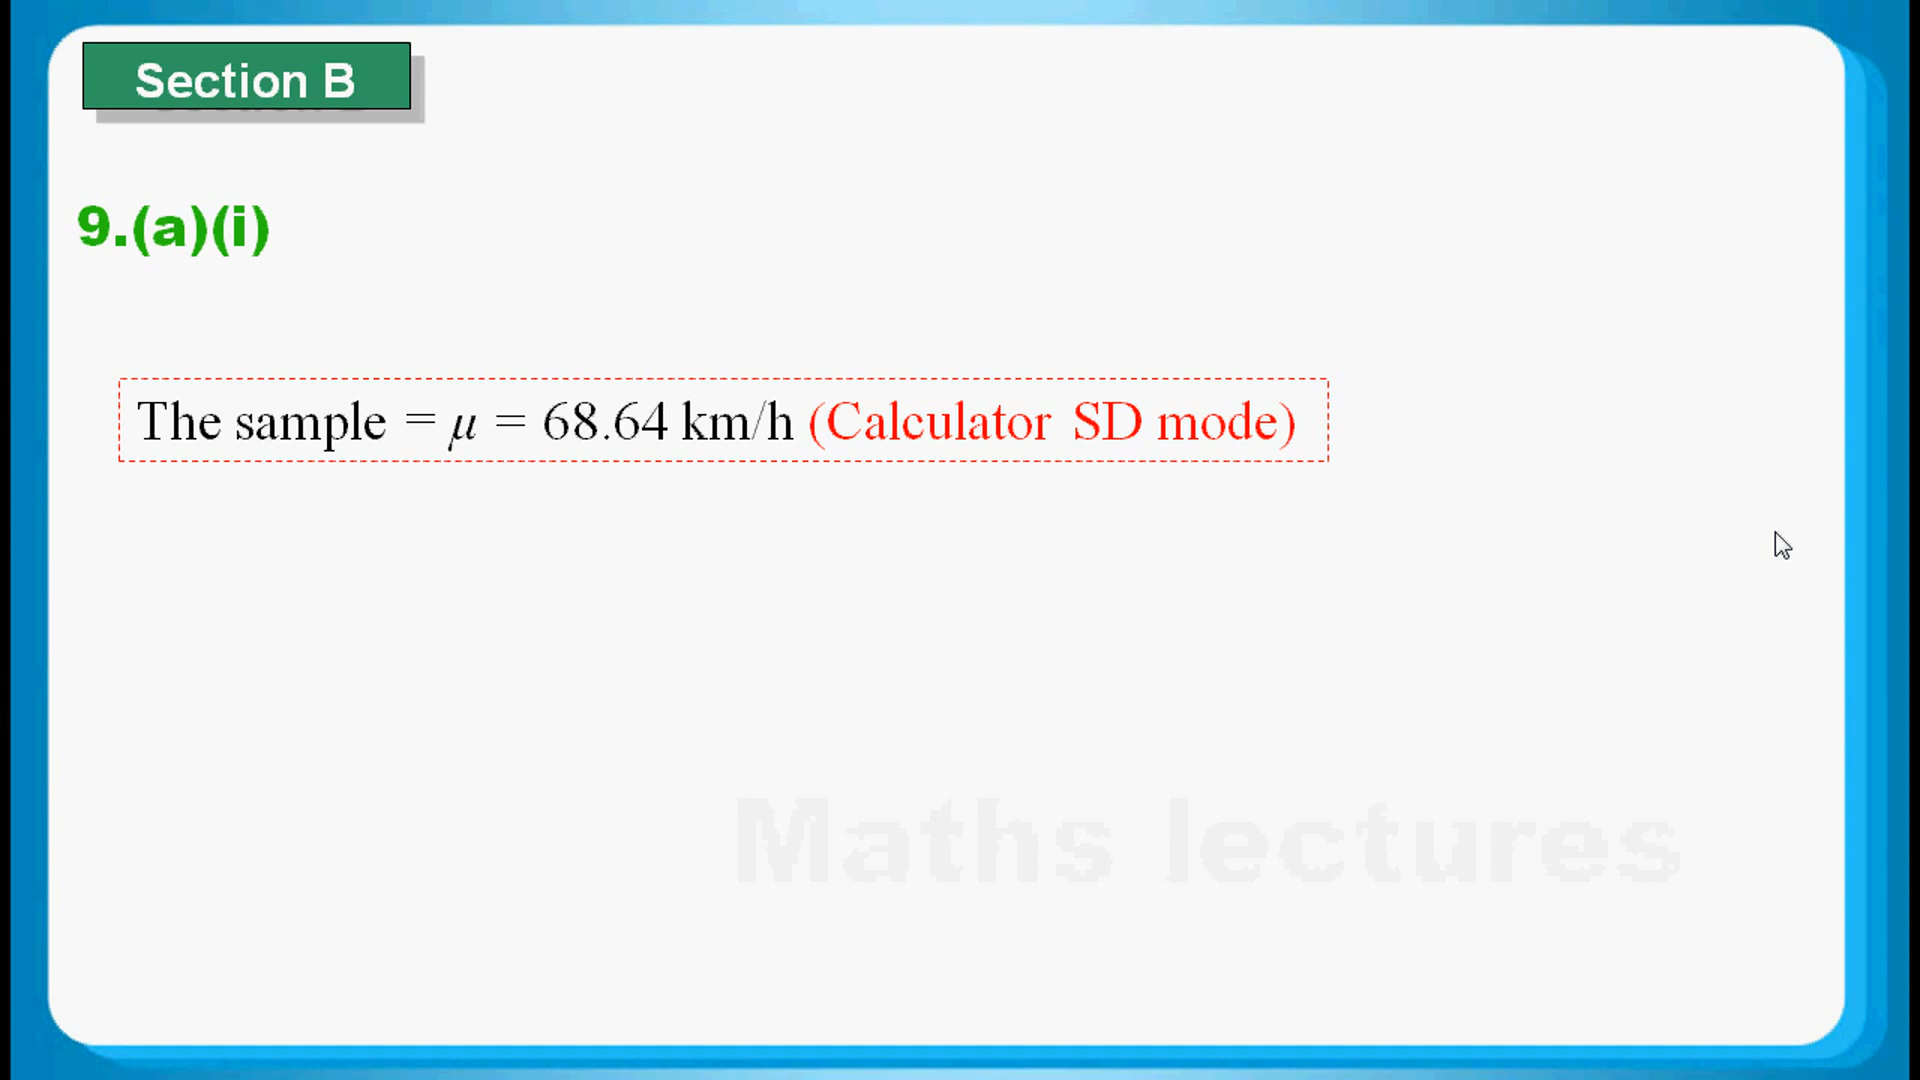 Section B
9.(a)(i)
The sample = μ = 68.64 km/h (Calculator SD mode)
Maths lectures